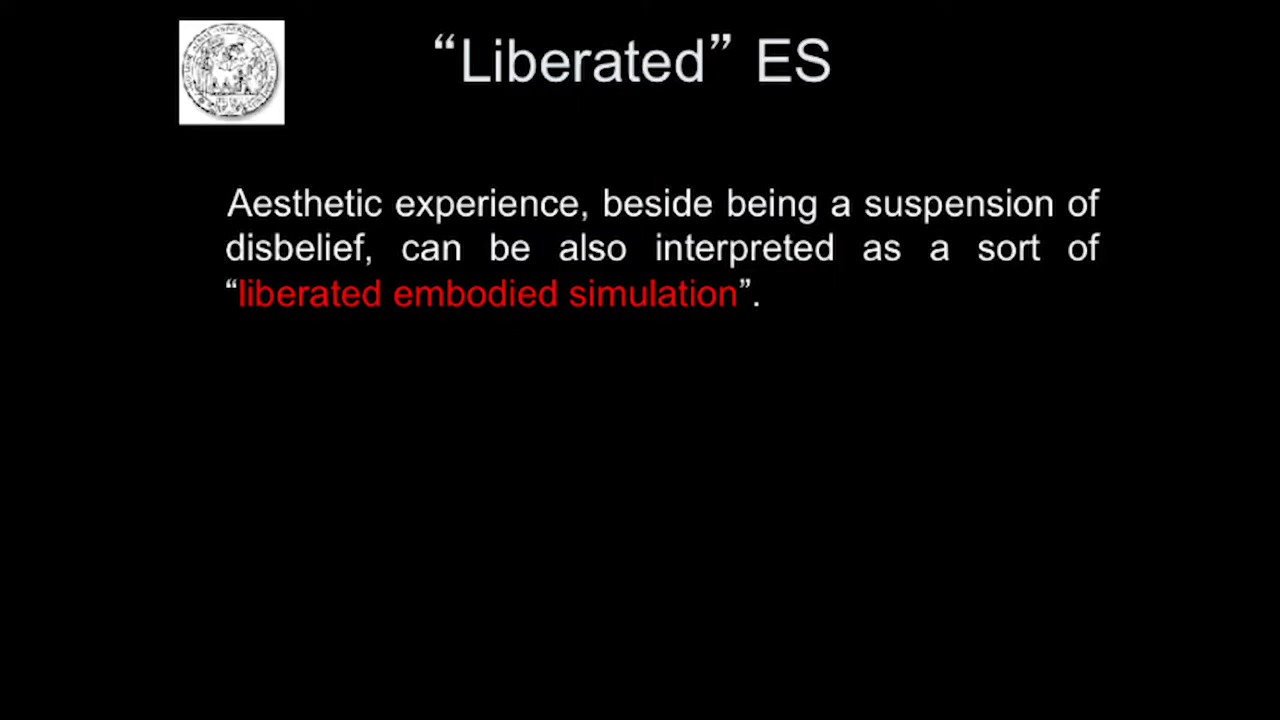 “Liberated” ES
Aesthetic experience, beside being a suspension of
disbelief, can be also interpreted as a sort of
“liberated embodied simulation”.